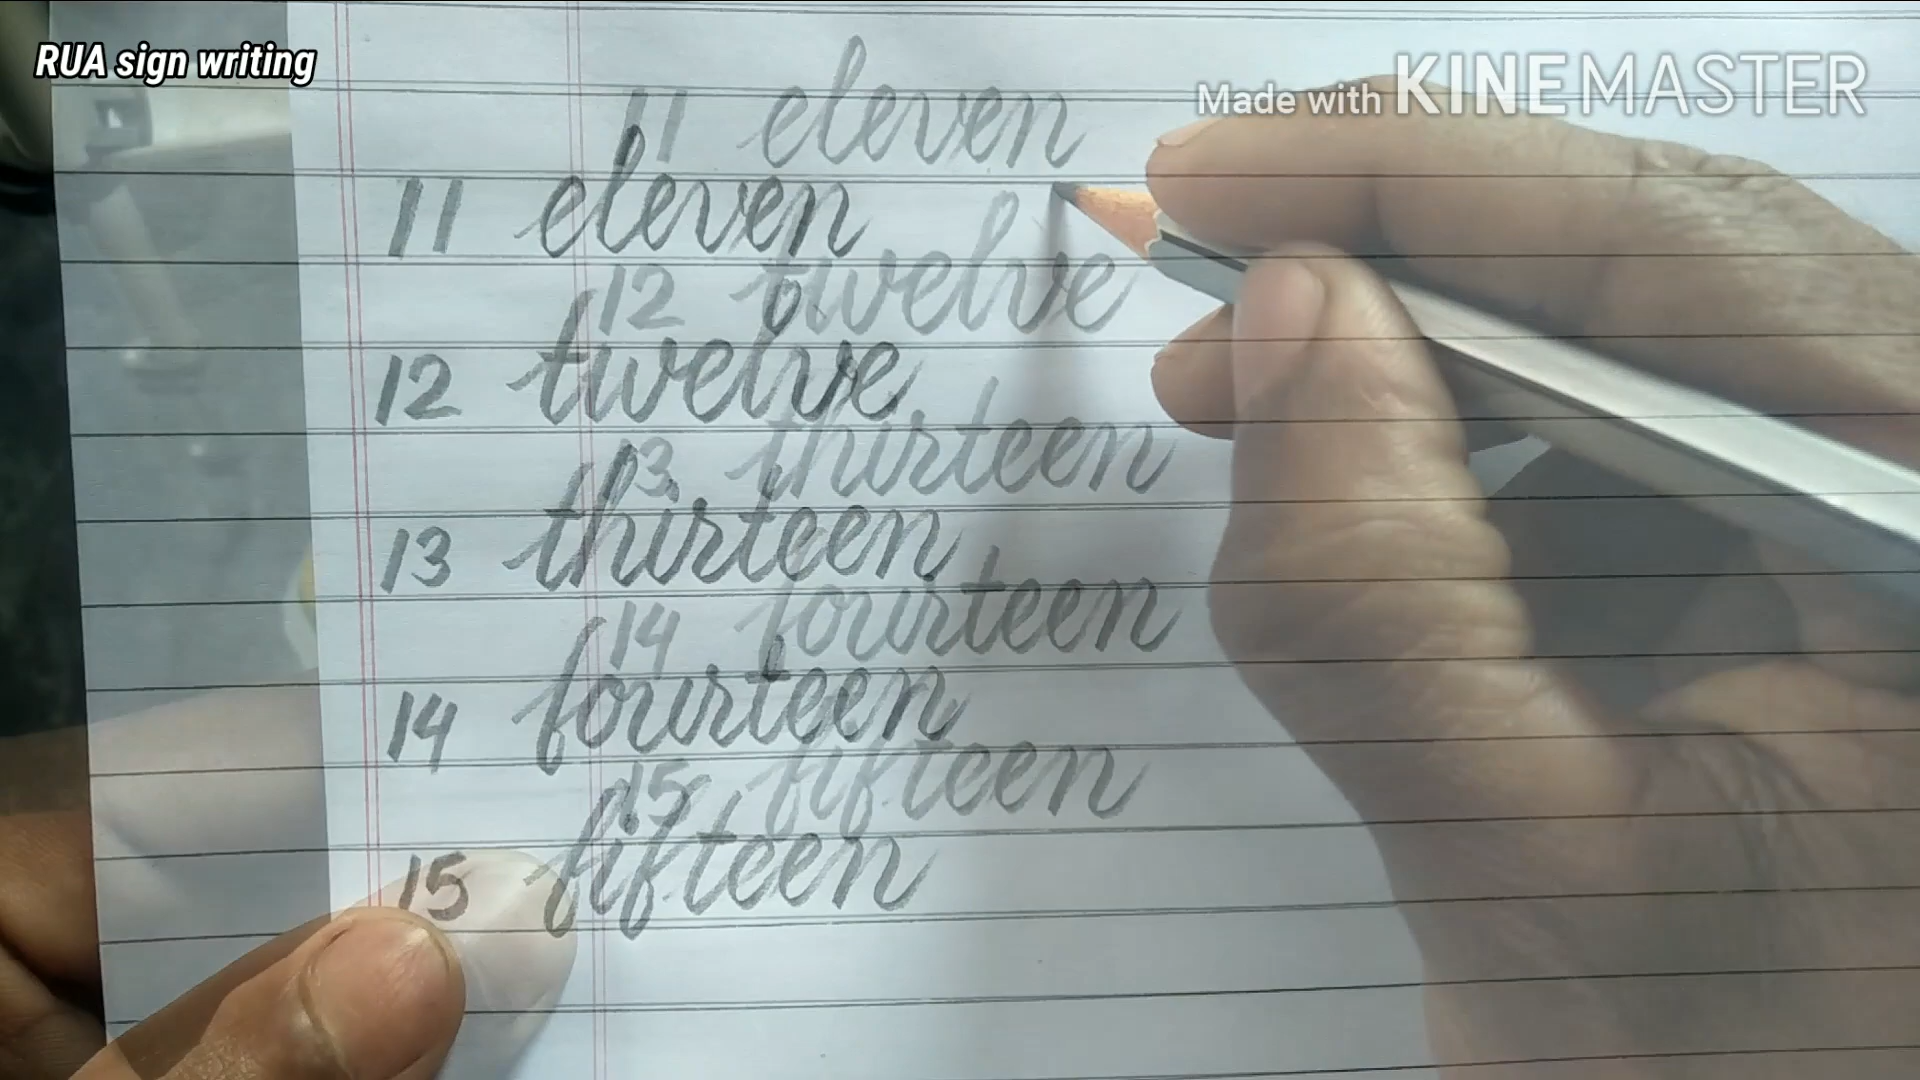 RUA sign writing
Made with KINEMASTER
11 eleven
11 eleven
12 twelve
12 twelve
13 thirteen
13 thirteen
14 fourteen
14 fourteen
15 fifteen
15 fifteen